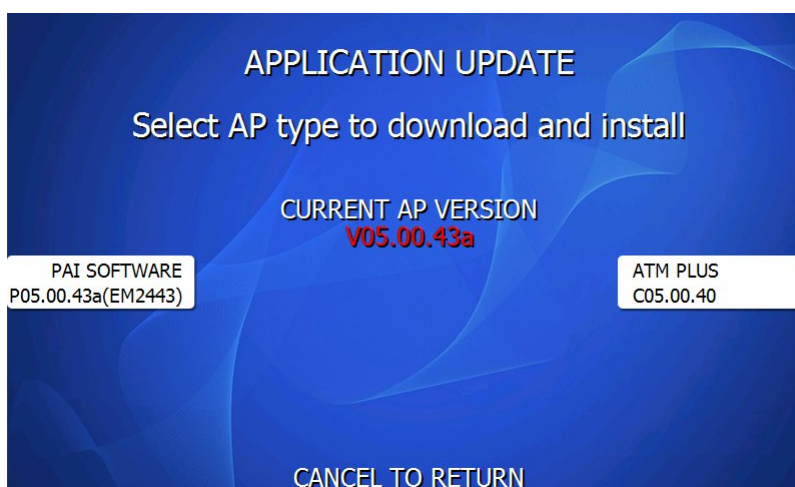 APPLICATION UPDATE
Select AP type to download and install
CURRENT AP VERSION
V05.00.43a
PAI SOFTWARE
P05.00.43a(EM2443)
ATM PLUS
C05.00.40
CANCEL TO RETURN